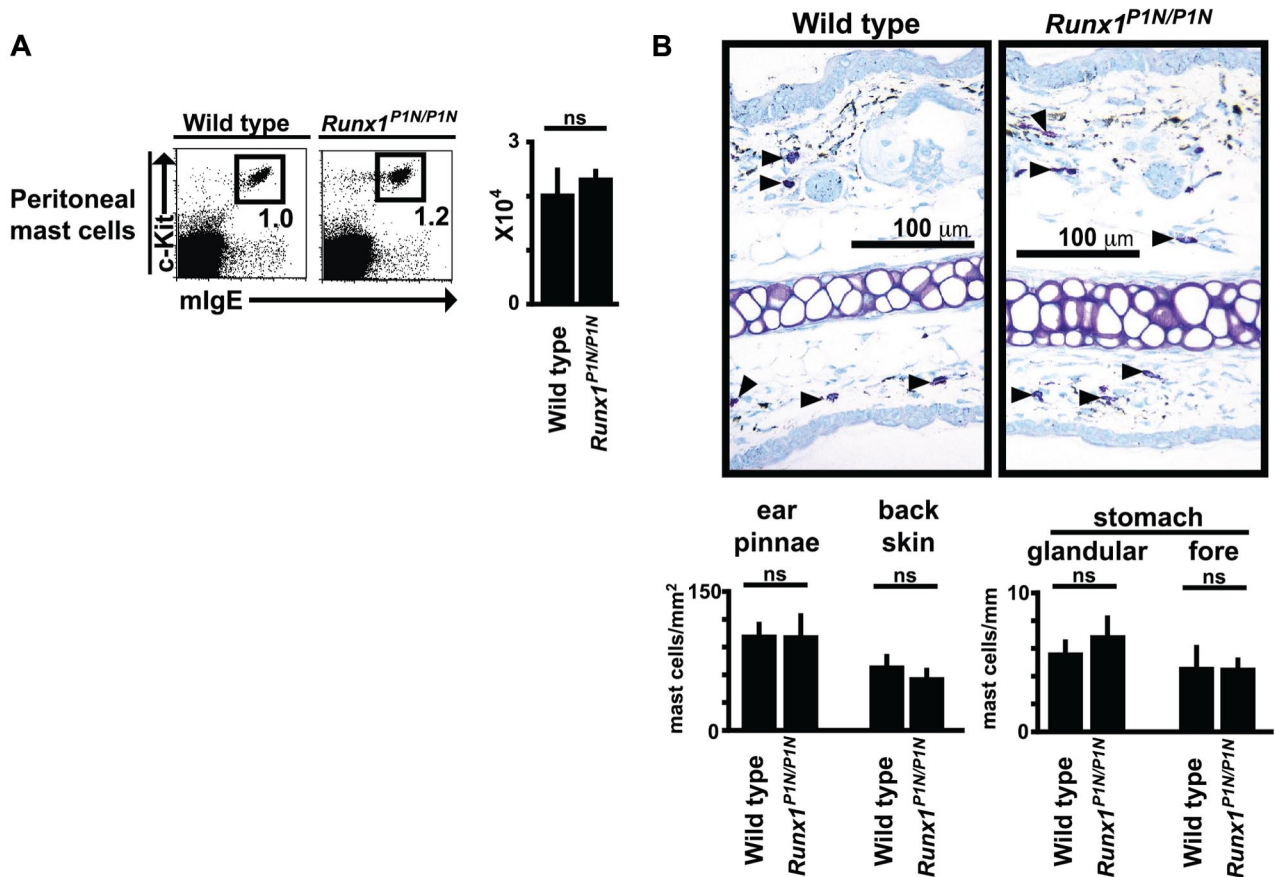 A
Wild type
Runx1P1N/P1N
Peritoneal
mast cells
c-Kit
1.0
1.2
mIgE
ns
3
X10⁴
0
Wild type
Runx1P1N/P1N
B
Wild type
Runx1P1N/P1N
100 μm
100 μm
ear
pinnae
back
skin
ns
ns
mast cells/mm²
150
0
Wild type
Runx1P1N/P1N
Wild type
Runx1P1N/P1N
stomach
glandular
fore
ns
ns
mast cells/mm
10
0
Wild type
Runx1P1N/P1N
Wild type
Runx1P1N/P1N